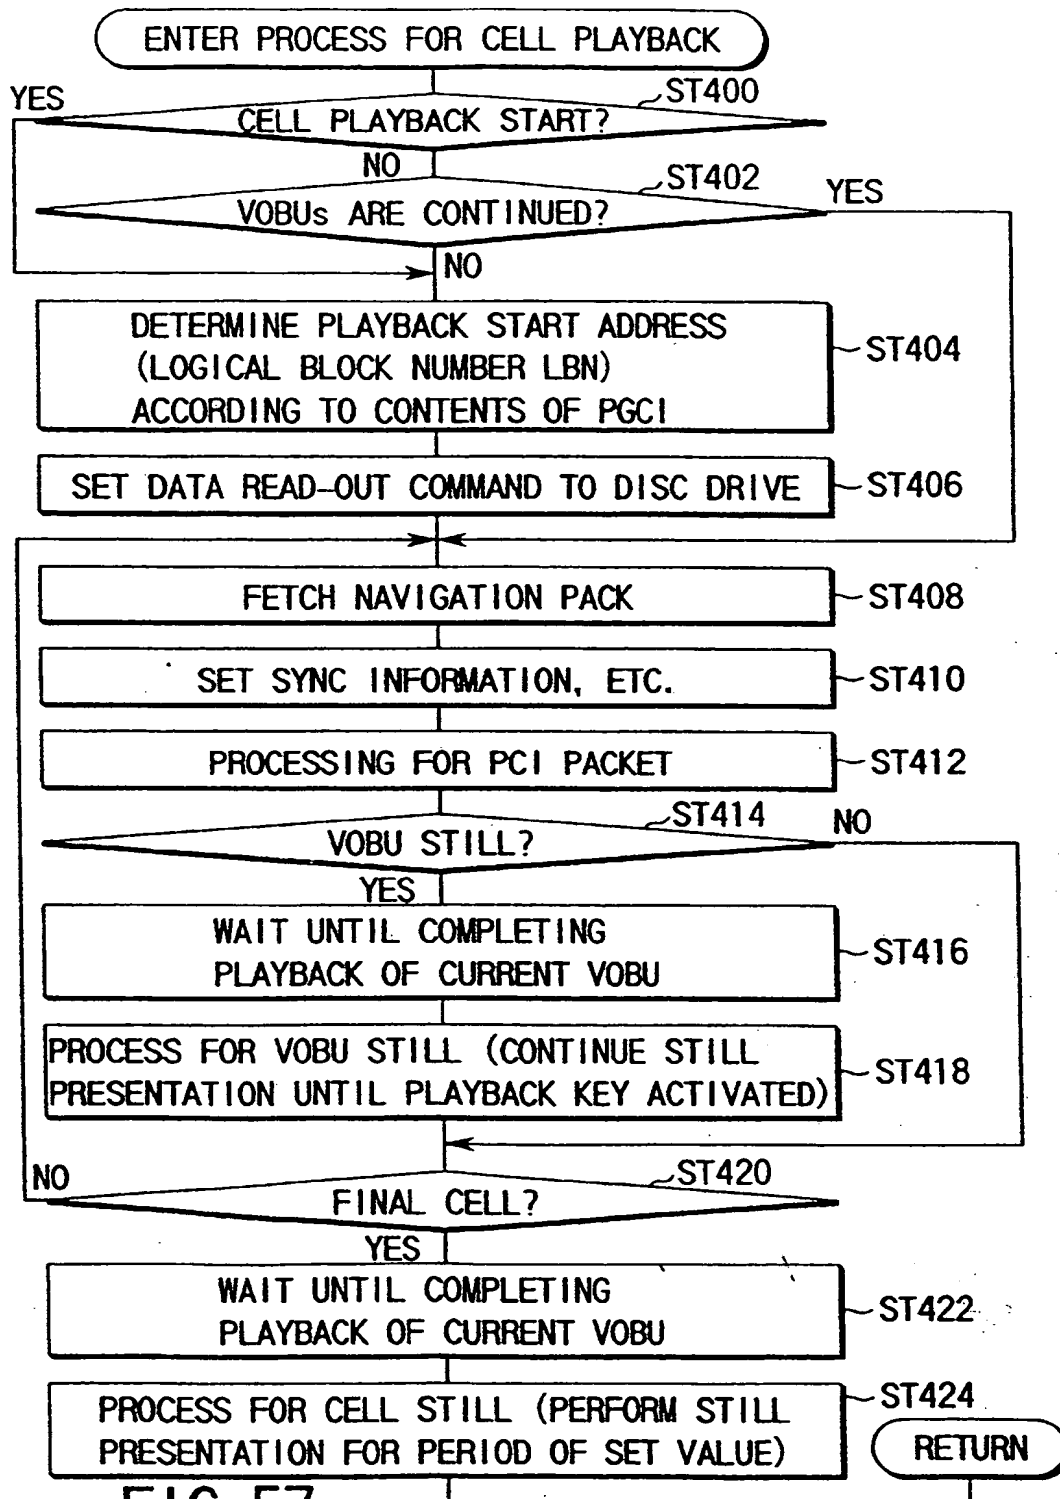 ENTER PROCESS FOR CELL PLAYBACK
YES
ST400
CELL PLAYBACK START?
NO
ST402
YES
VOBUs ARE CONTINUED?
NO
DETERMINE PLAYBACK START ADDRESS
(LOGICAL BLOCK NUMBER LBN)
ACCORDING TO CONTENTS OF PGCI
ST404
SET DATA READ-OUT COMMAND TO DISC DRIVE
ST406
FETCH NAVIGATION PACK
ST408
SET SYNC INFORMATION, ETC.
ST410
PROCESSING FOR PCI PACKET
ST412
ST414
NO
VOBU STILL?
YES
WAIT UNTIL COMPLETING
PLAYBACK OF CURRENT VOBU
ST416
PROCESS FOR VOBU STILL (CONTINUE STILL
PRESENTATION UNTIL PLAYBACK KEY ACTIVATED)
ST418
NO
ST420
FINAL CELL?
YES
WAIT UNTIL COMPLETING
PLAYBACK OF CURRENT VOBU
ST422
PROCESS FOR CELL STILL (PERFORM STILL
PRESENTATION FOR PERIOD OF SET VALUE)
ST424
RETURN
FIG. 57